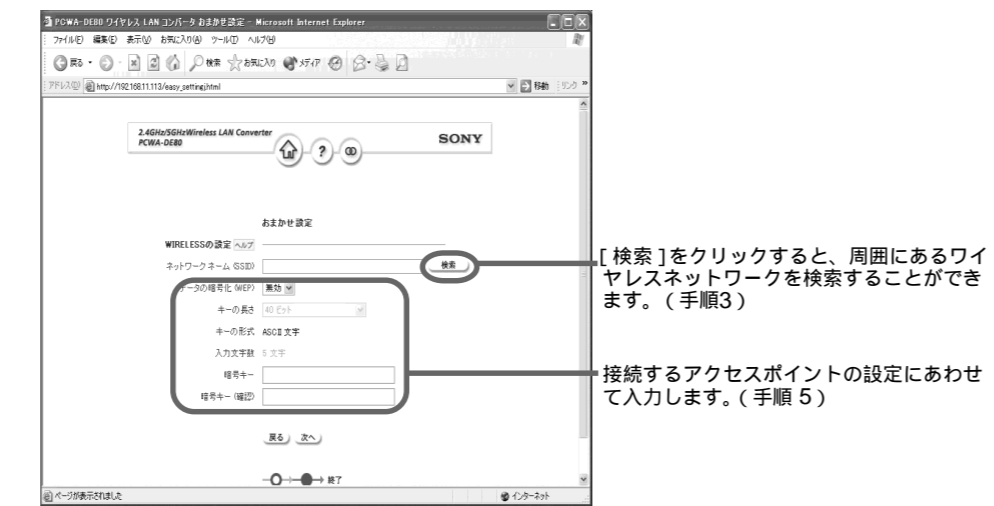 PCWA-DE80 ワイヤレス LAN コンバータ おまかせ設定 - Microsoft Internet Explorer
ファイル(F) 編集(E) 表示(V) お気に入り(A) ツール(T) ヘルプ(H)
戻る 検索 お気に入り メディア
アドレス(D) http://192.168.11.113/easy_setting.html 移動 リンク »
2.4GHz/5GHzWireless LAN Converter
PCWA-DE80
SONY
おまかせ設定
WIRELESSの設定 ヘルプ
ネットワークネーム (SSID) 検索
データの暗号化 (WEP) 無効
キーの長さ 40 ビット
キーの形式 ASCII 文字
入力文字数 5 文字
暗号キー
暗号キー (確認)
戻る 次へ
終了
ページが表示されました インターネット
[ 検索 ]をクリックすると、周囲にあるワイ
ヤレスネットワークを検索することができ
ます。( 手順3 )
接続するアクセスポイントの設定にあわせ
て入力します。( 手順 5 )